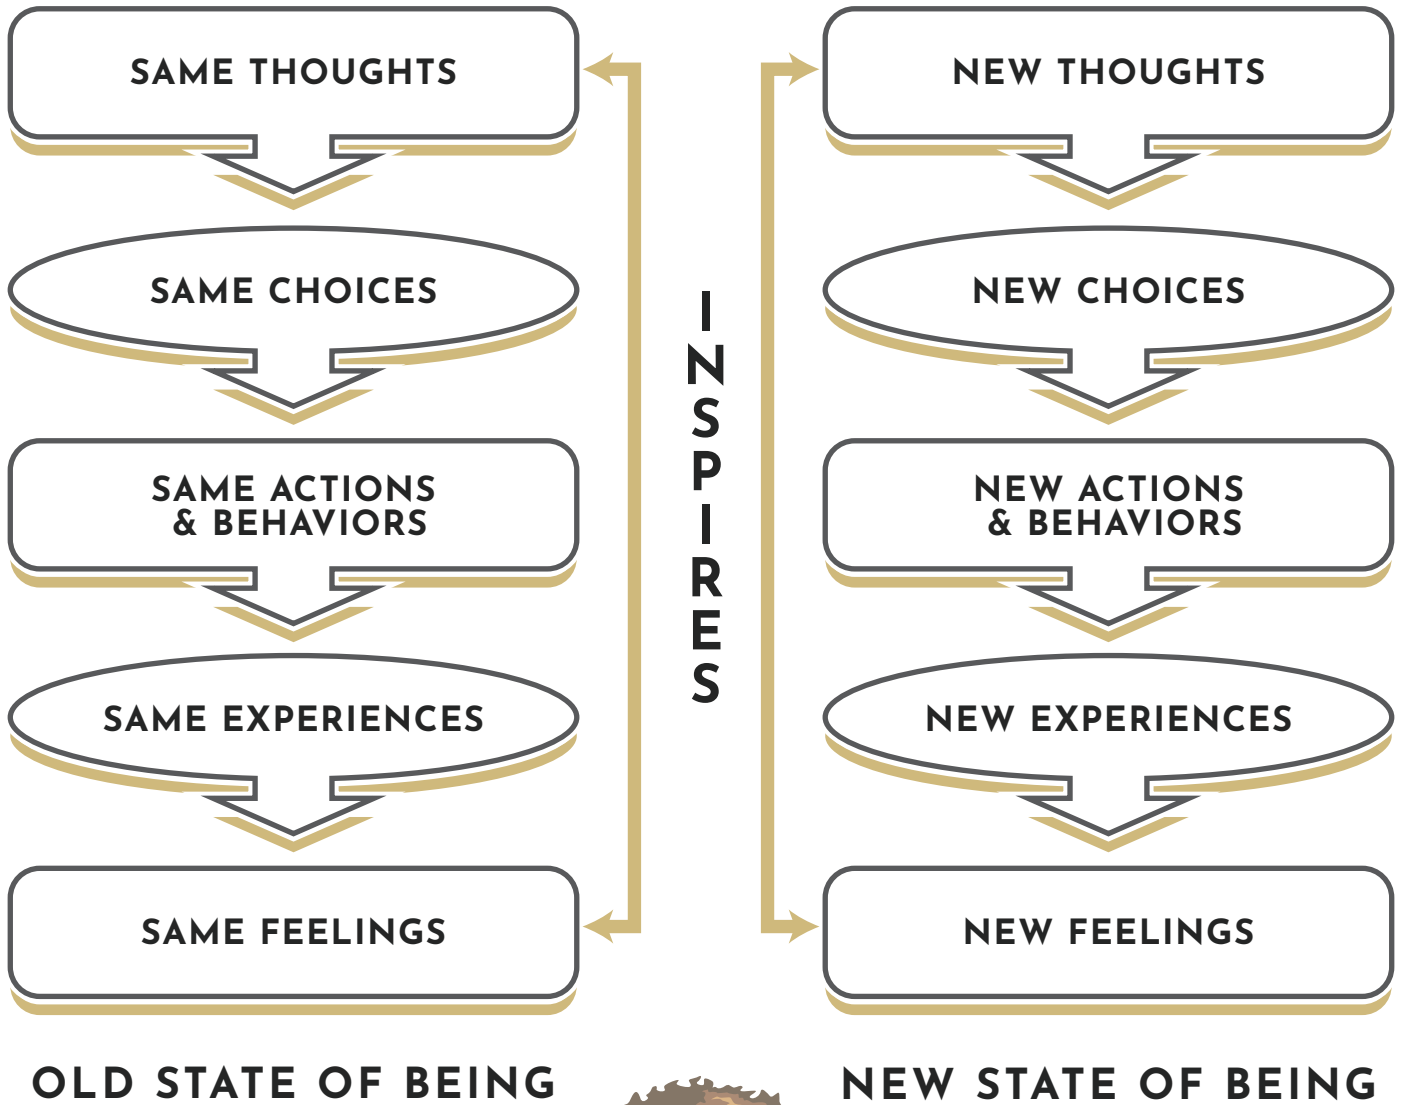 SAME THOUGHTS
SAME CHOICES
SAME ACTIONS
& BEHAVIORS
SAME EXPERIENCES
SAME FEELINGS
OLD STATE OF BEING
INSPIRES
NEW THOUGHTS
NEW CHOICES
NEW ACTIONS
& BEHAVIORS
NEW EXPERIENCES
NEW FEELINGS
NEW STATE OF BEING